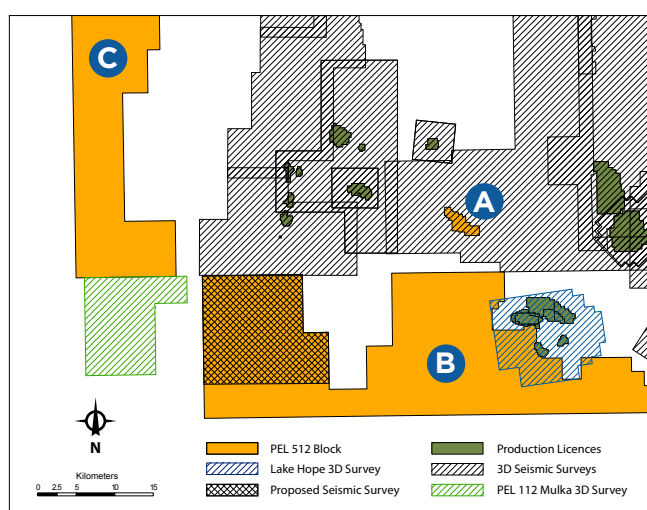 C
A
B
N
Kilometers
0 2.5 5 10 15
PEL 512 Block
Lake Hope 3D Survey
Proposed Seismic Survey
Production Licences
3D Seismic Surveys
PEL 112 Mulka 3D Survey